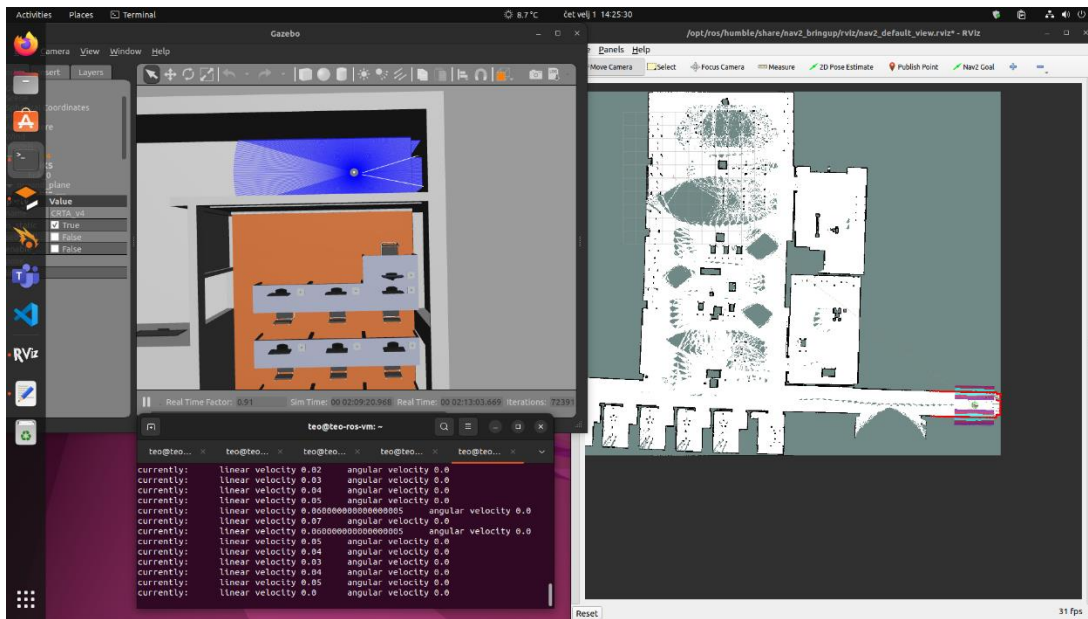 Activities Places Terminal 8.7°C čet velj 1 14:25:30
Gazebo
amera View Window Help
sert Layers
Coordinates
re
KS
0
_plane
Value
CRTA_v4
True
False
False
Real Time Factor: 0.91 Sim Time: 00 02:09:20.968 Real Time: 00 02:13:03.669 Iterations: 72391
/opt/ros/humble/share/nav2_bringup/rviz/nav2_default_view.rviz* - RViz
Panels Help
Move Camera Select Focus Camera Measure 2D Pose Estimate Publish Point Nav2 Goal
RViz
teo@teo-ros-vm: ~
teo@teo... teo@teo... teo@teo... teo@teo... teo@teo...
currently: linear velocity 0.02 angular velocity 0.0
currently: linear velocity 0.03 angular velocity 0.0
currently: linear velocity 0.04 angular velocity 0.0
currently: linear velocity 0.05 angular velocity 0.0
currently: linear velocity 0.060000000000000005 angular velocity 0.0
currently: linear velocity 0.07 angular velocity 0.0
currently: linear velocity 0.060000000000000005 angular velocity 0.0
currently: linear velocity 0.05 angular velocity 0.0
currently: linear velocity 0.04 angular velocity 0.0
currently: linear velocity 0.03 angular velocity 0.0
currently: linear velocity 0.04 angular velocity 0.0
currently: linear velocity 0.05 angular velocity 0.0
currently: linear velocity 0.0 angular velocity 0.0
Reset 31 fps